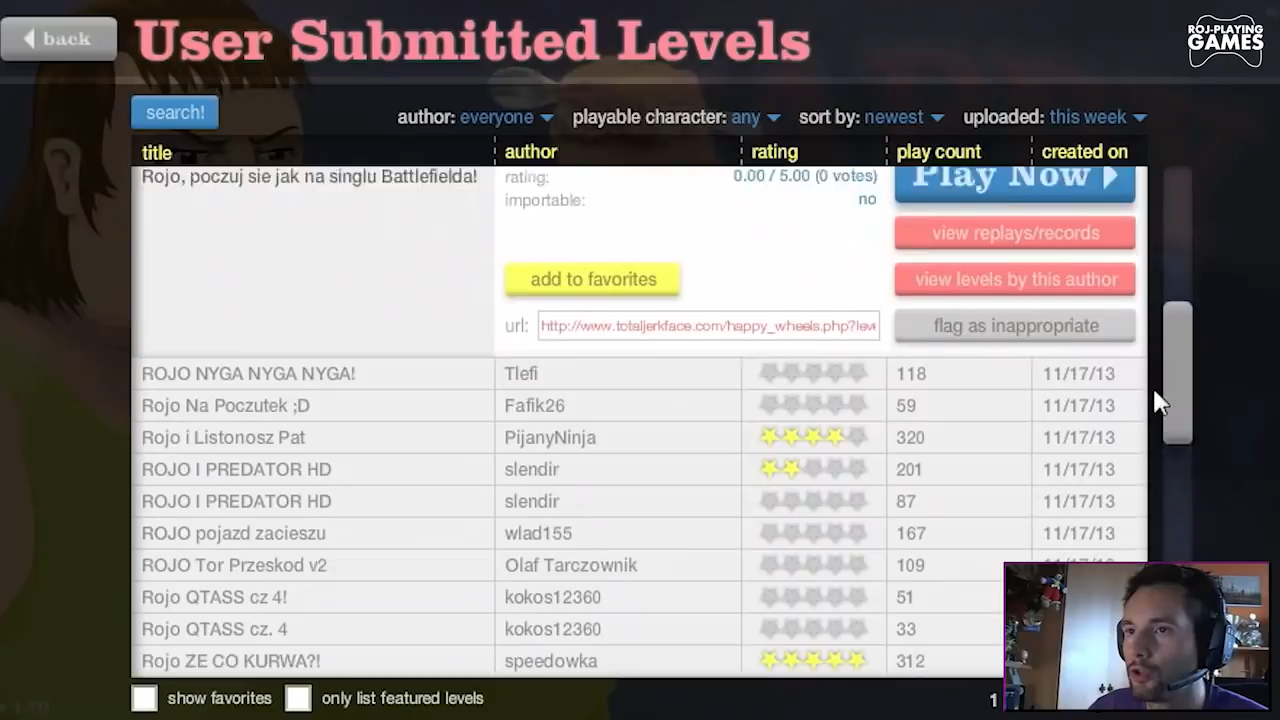 back
User Submitted Levels
ROJ-PLAYING
GAMES
search!
author: everyone
playable character: any
sort by: newest
uploaded: this week
title
author
rating
play count
created on
Rojo, poczuj sie jak na singlu Battlefielda!
rating: 0.00 / 5.00 (0 votes)
importable: no
Play Now
view replays/records
add to favorites
view levels by this author
url: http://www.totaljerkface.com/happy_wheels.php?lev
flag as inappropriate
ROJO NYGA NYGA NYGA! Tlefi 118 11/17/13
Rojo Na Poczutek ;D Fafik26 59 11/17/13
Rojo i Listonosz Pat PijanyNinja 320 11/17/13
ROJO I PREDATOR HD slendir 201 11/17/13
ROJO I PREDATOR HD slendir 87 11/17/13
ROJO pojazd zacieszu wlad155 167 11/17/13
ROJO Tor Przeskod v2 Olaf Tarczownik 109
Rojo QTASS cz 4! kokos12360 51
Rojo QTASS cz. 4 kokos12360 33
Rojo ZE CO KURWA?! speedowka 312
show favorites
only list featured levels
1